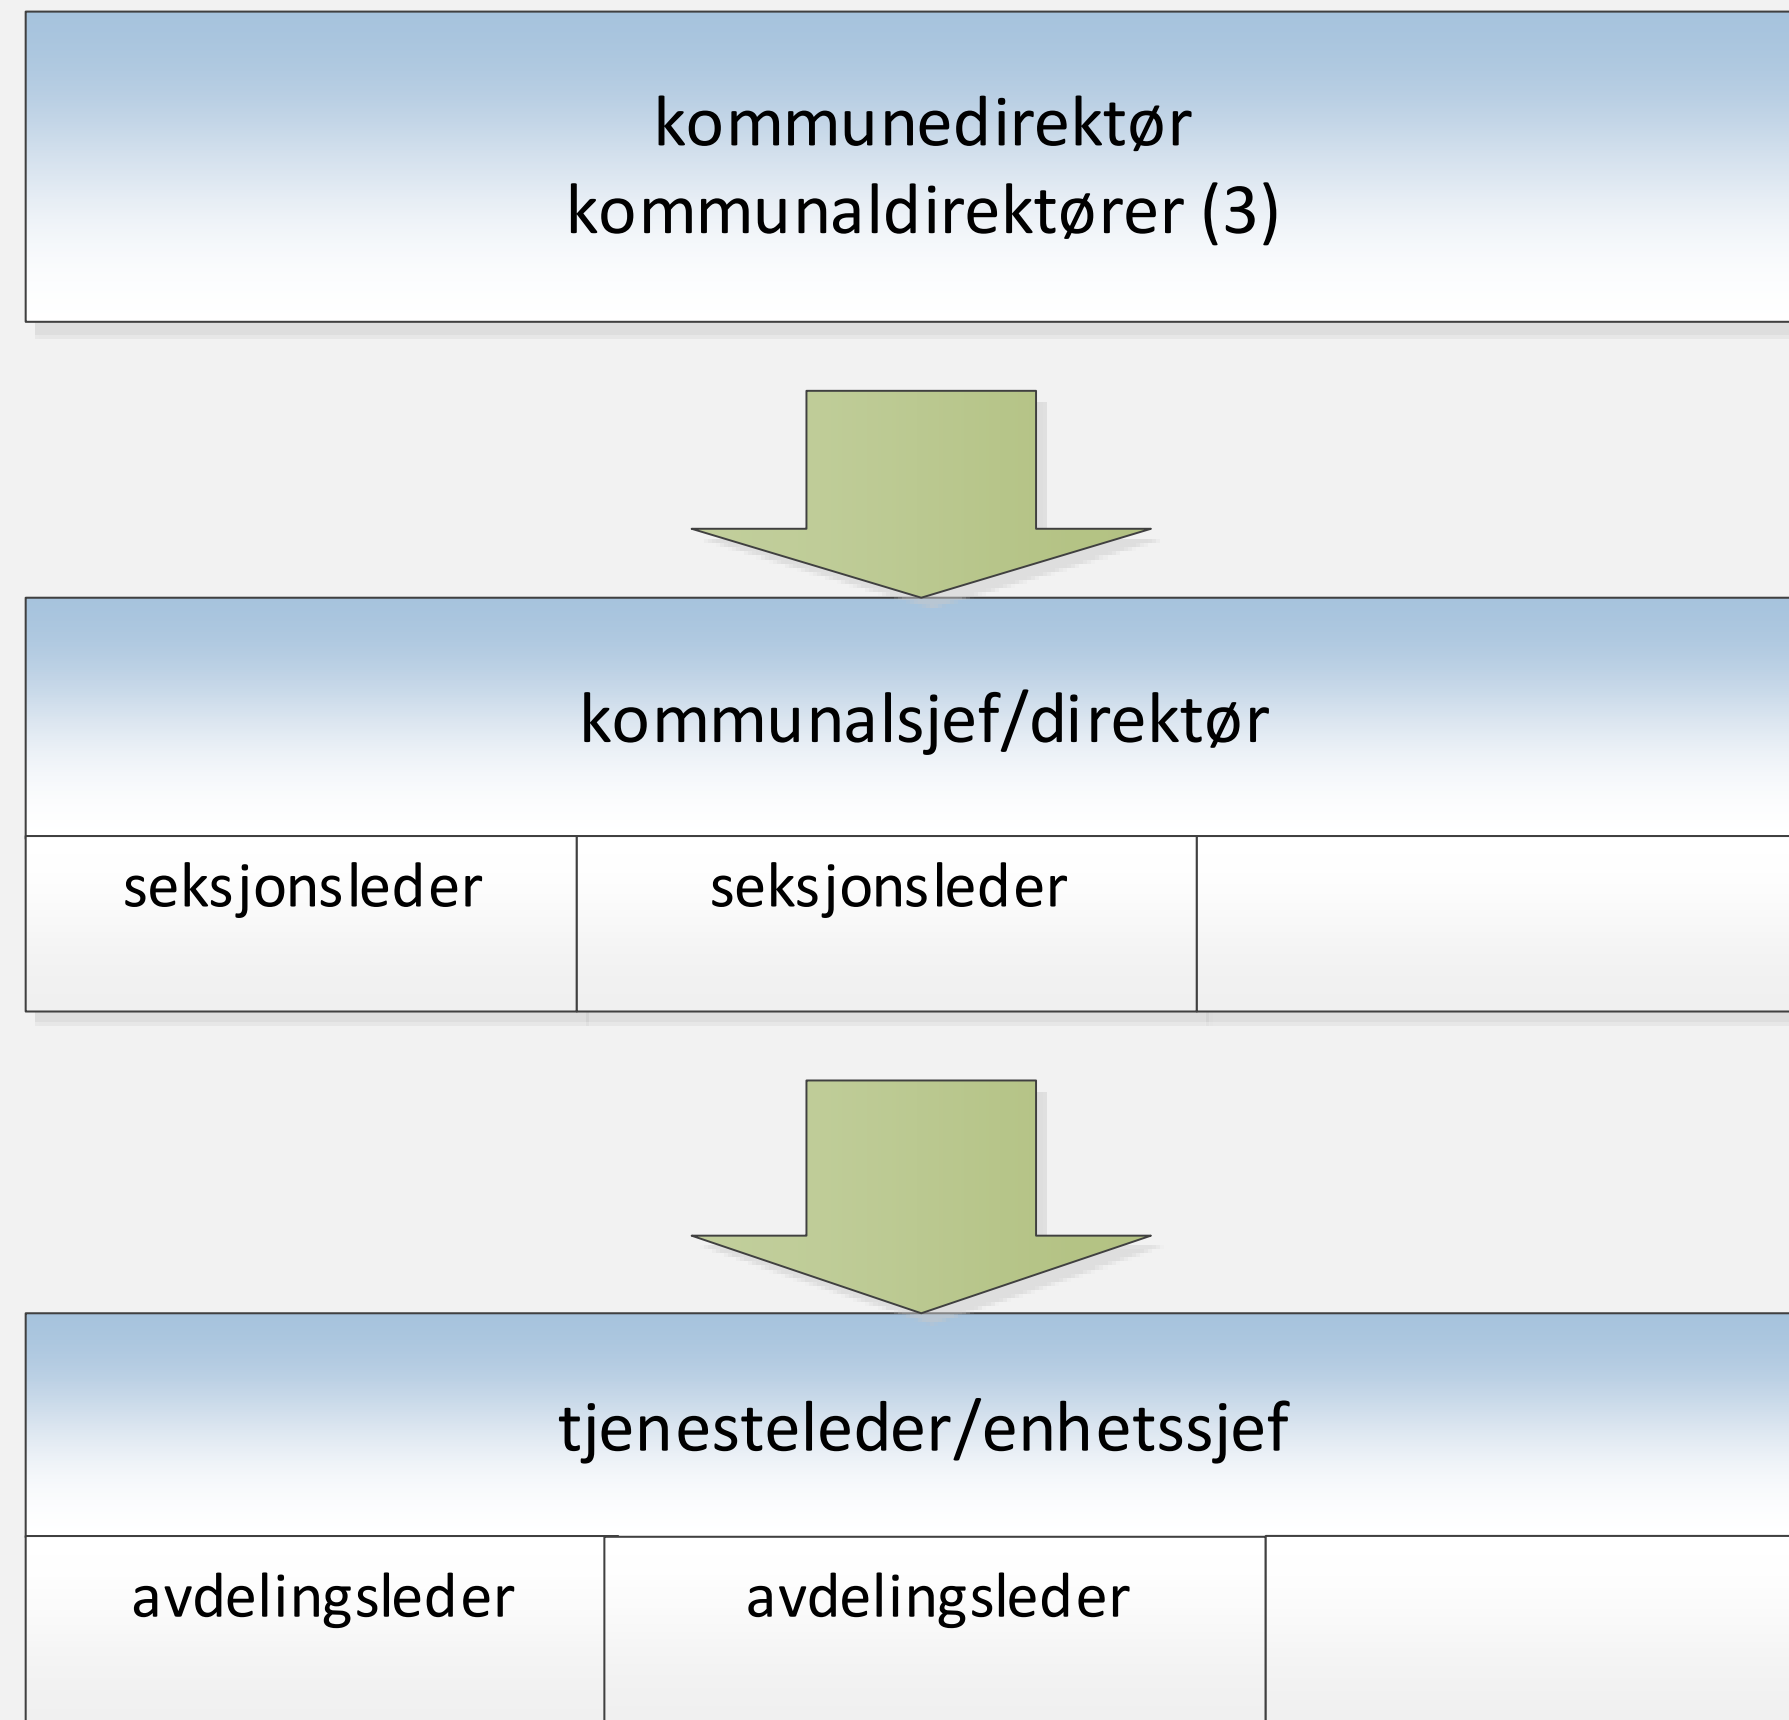 kommunedirektør
kommunaldirektører (3)
kommunalsjef/direktør
seksjonsleder
seksjonsleder
tjenesteleder/enhetssjef
avdelingsleder
avdelingsleder